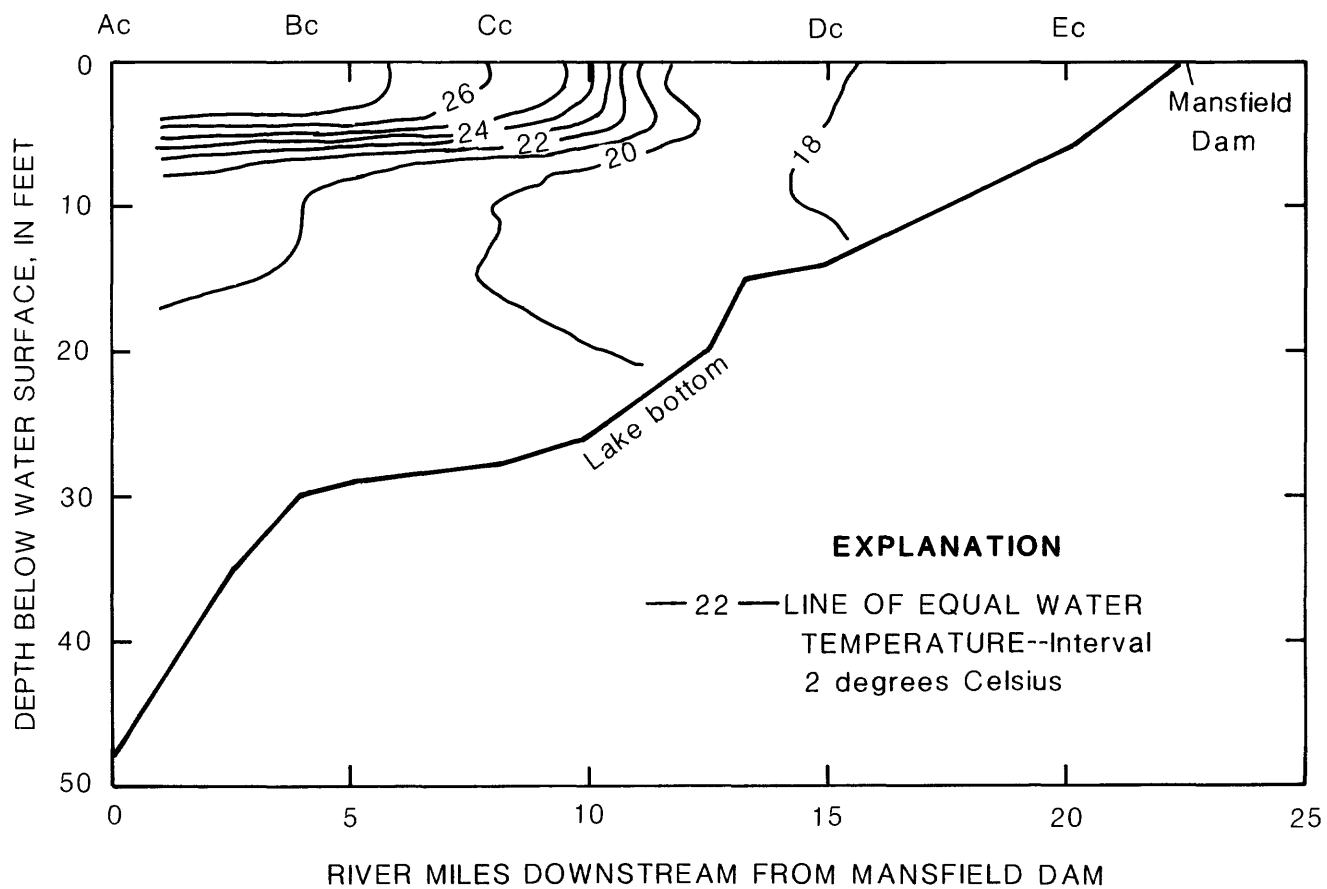 Ac Bc Cc Dc Ec
0
10
20
30
40
50
DEPTH BELOW WATER SURFACE, IN FEET
26
24
22
20
18
Mansfield
Dam
Lake bottom
EXPLANATION
—22—LINE OF EQUAL WATER
TEMPERATURE--Interval
2 degrees Celsius
0 5 10 15 20 25
RIVER MILES DOWNSTREAM FROM MANSFIELD DAM